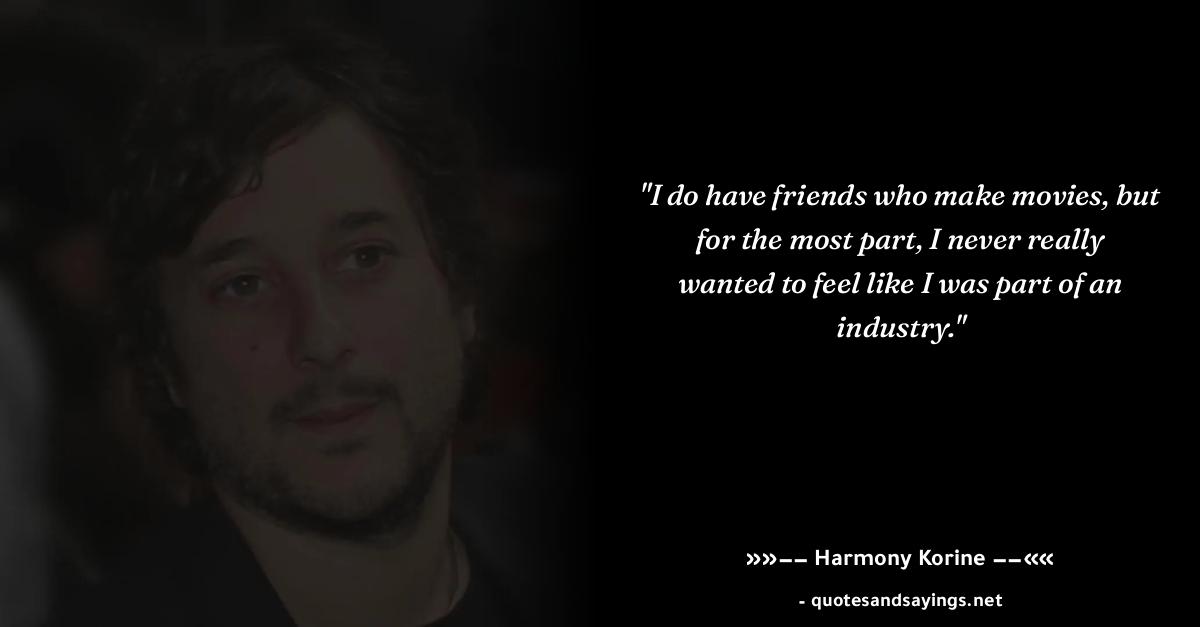 "I do have friends who make movies, but
for the most part, I never really
wanted to feel like I was part of an
industry."
»»–– Harmony Korine ––««
- quotesandsayings.net